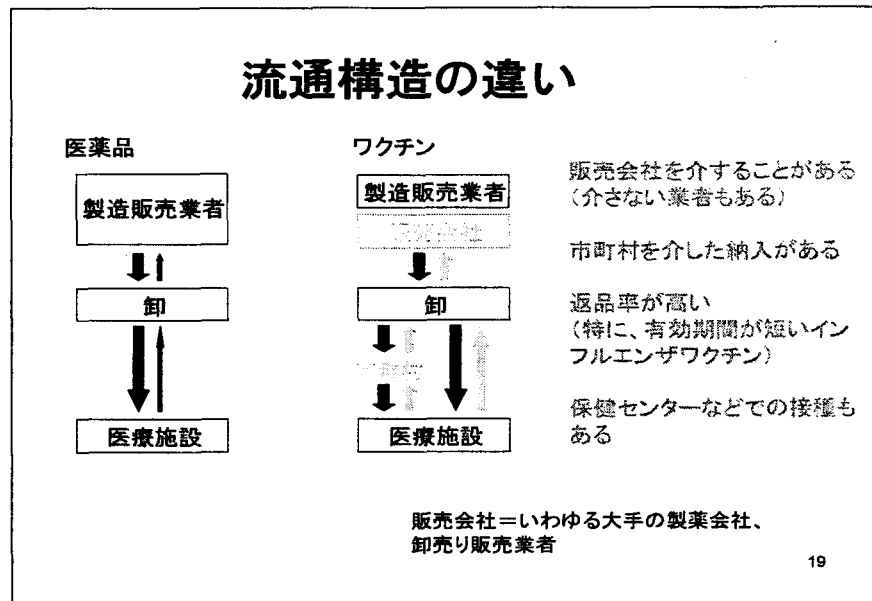 流通構造の違い
医薬品
製造販売業者
卸
医療施設
ワクチン
製造販売業者
販売会社
卸
市町村
医療施設
販売会社を介することがある
(介さない業者もある)
市町村を介した納入がある
返品率が高い
(特に、有効期間が短いイン
フルエンザワクチン)
保健センターなどでの接種も
ある
販売会社=いわゆる大手の製薬会社、
卸売り販売業者
19